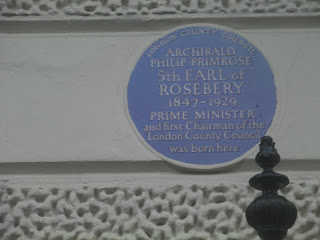 LONDON COUNTY COUNCIL
ARCHIBALD
PHILIP PRIMROSE
5th EARL of
ROSEBERY
1847-1929
PRIME MINISTER
and first Chairman of the
London County Council
was born here